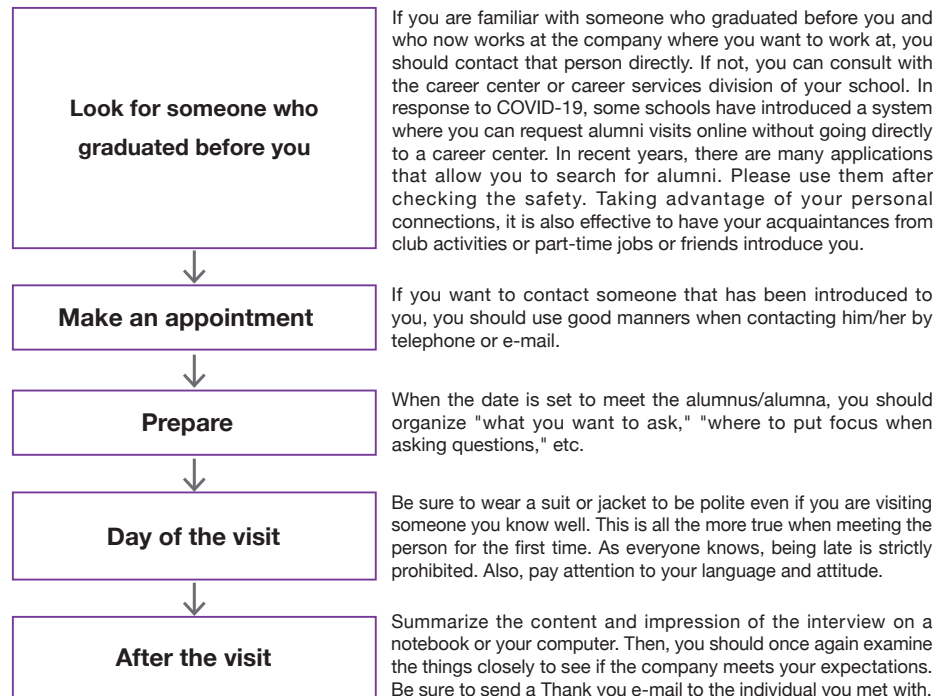 Look for someone who
graduated before you
If you are familiar with someone who graduated before you and
who now works at the company where you want to work at, you
should contact that person directly. If not, you can consult with
the career center or career services division of your school. In
response to COVID-19, some schools have introduced a system
where you can request alumni visits online without going directly
to a career center. In recent years, there are many applications
that allow you to search for alumni. Please use them after
checking the safety. Taking advantage of your personal
connections, it is also effective to have your acquaintances from
club activities or part-time jobs or friends introduce you.
Make an appointment
If you want to contact someone that has been introduced to
you, you should use good manners when contacting him/her by
telephone or e-mail.
Prepare
When the date is set to meet the alumnus/alumna, you should
organize "what you want to ask," "where to put focus when
asking questions," etc.
Day of the visit
Be sure to wear a suit or jacket to be polite even if you are visiting
someone you know well. This is all the more true when meeting the
person for the first time. As everyone knows, being late is strictly
prohibited. Also, pay attention to your language and attitude.
After the visit
Summarize the content and impression of the interview on a
notebook or your computer. Then, you should once again examine
the things closely to see if the company meets your expectations.
Be sure to send a Thank you e-mail to the individual you met with.